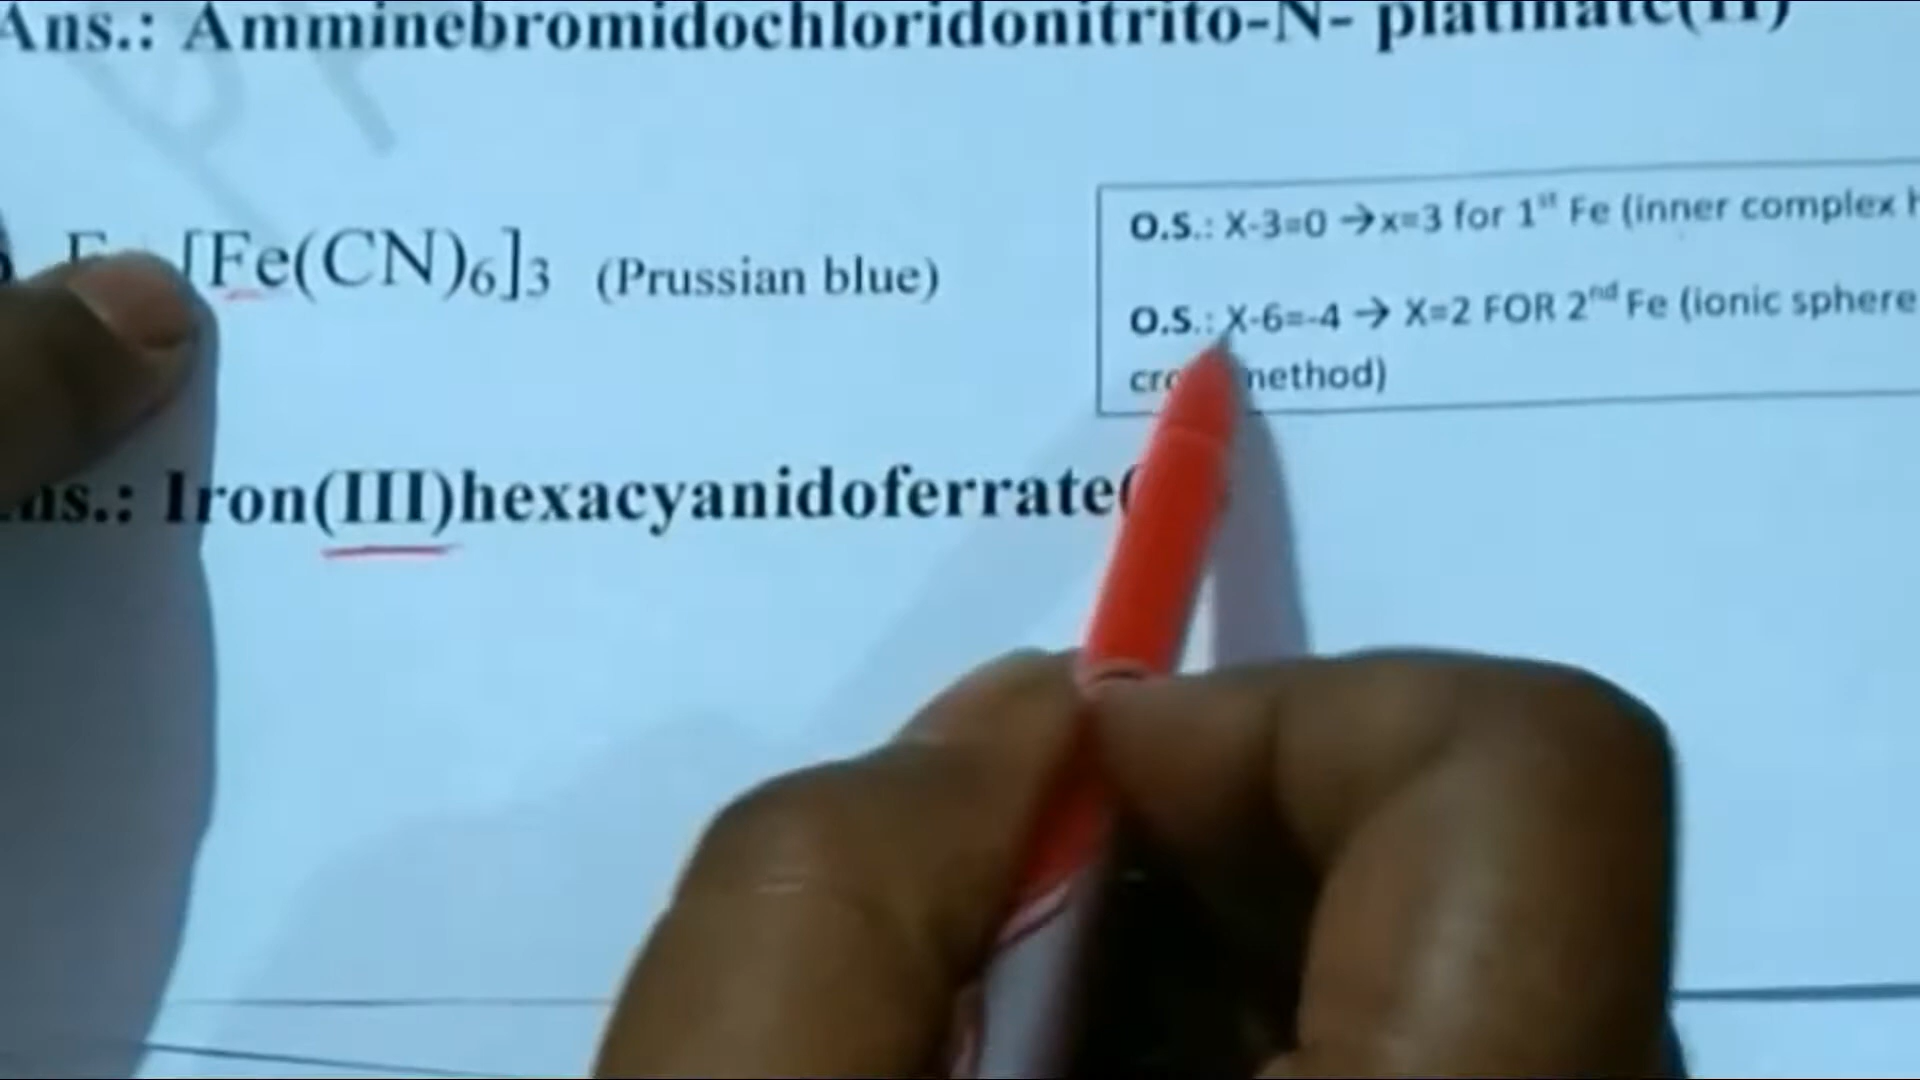 Ans.: Amminebromidochloridonitrito-N- platinate(II)
[Fe(CN)6]3 (Prussian blue)
O.S.: X-3=0 →x=3 for 1st Fe (inner complex
O.S.: X-6=-4 → X=2 FOR 2nd Fe (ionic sphere
method)
Ans.: Iron(III)hexacyanidoferrate(